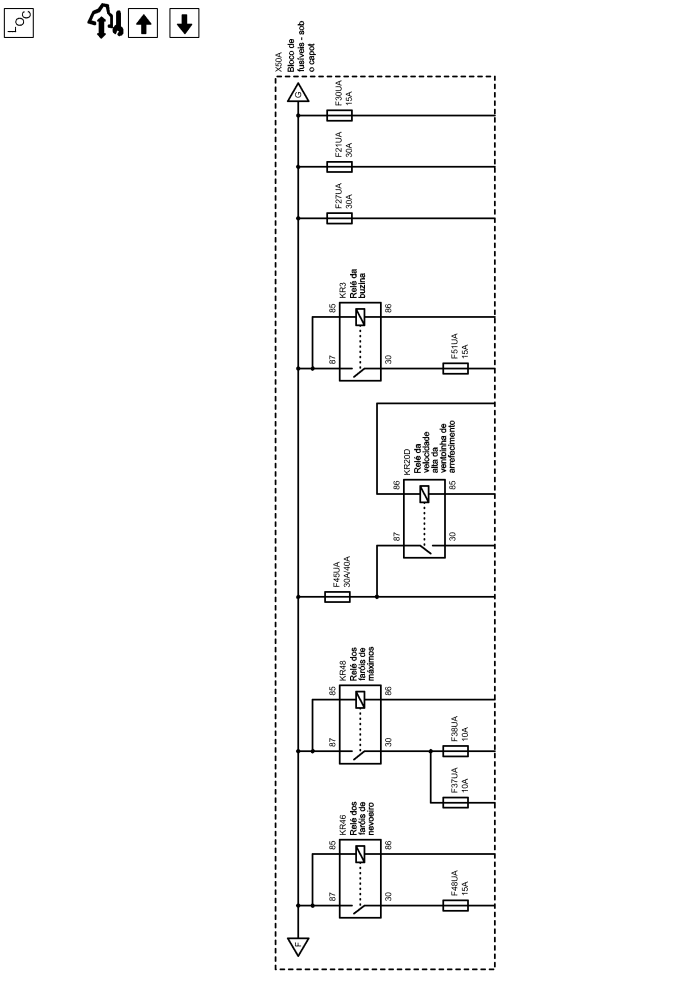 LOC
X50A
Bloco de
fusíveis - sob
o capot
G
F30UA
15A
F21UA
30A
F27UA
30A
KR3
Relé da
buzina
85
86
87
30
F51UA
15A
KR20D
Relé da
velocidade
alta da
ventoinha de
arrefecimento
86
85
87
30
F45UA
30A/40A
KR48
Relé dos
faróis de
máximos
85
86
87
30
F38UA
10A
F37UA
10A
KR46
Relé dos
faróis de
nevoeiro
85
86
87
30
F48UA
15A
F